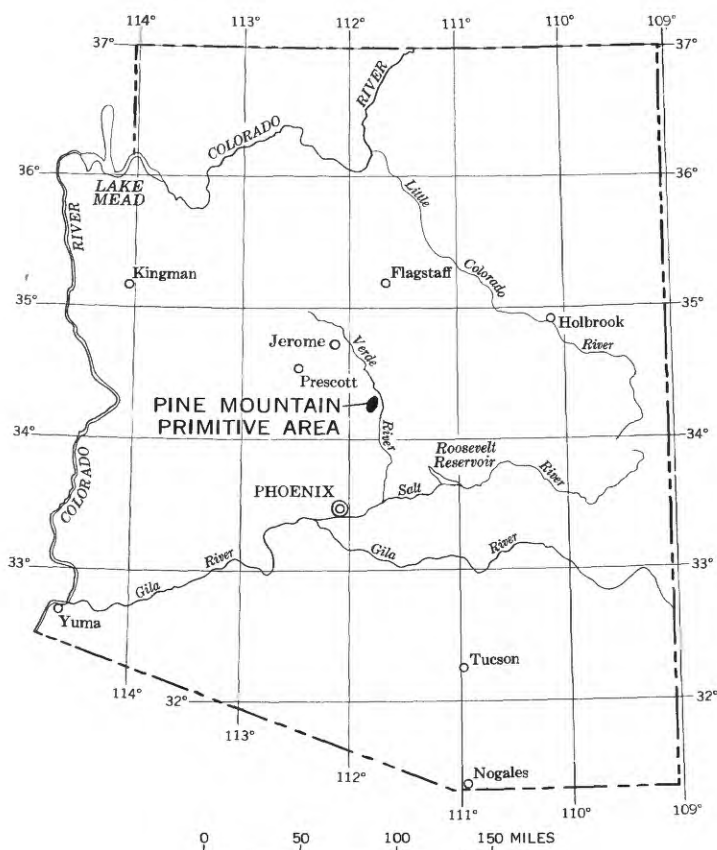 114° 113° 112° 111° 110° 109°
37° 37°
RIVER
COLORADO
36° 36°
LAKE
MEAD
Little
RIVER
Kingman Flagstaff
Colorado
35° 35°
Holbrook
Jerome Verde
River
Prescott
PINE MOUNTAIN
PRIMITIVE AREA
34° 34°
River
Roosevelt
Reservoir
COLORADO
PHOENIX Salt River
33° 33°
Gila River Gila River
Yuma
Tucson
114° 32° 32°
113°
112°
Nogales
111° 110° 109°
0 50 100 150 MILES